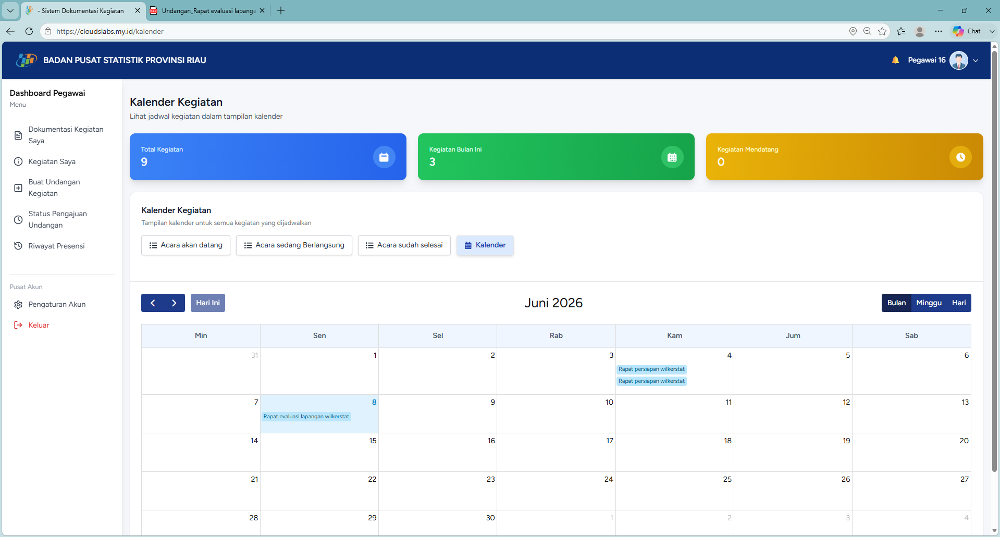 - Sistem Dokumentasi Kegiatan
Undangan_Rapat evaluasi lapanga
https://cloudslabs.my.id/kalender
Chat
BADAN PUSAT STATISTIK PROVINSI RIAU
Pegawai 16
Dashboard Pegawai
Menu
Dokumentasi Kegiatan
Saya
Kegiatan Saya
Buat Undangan
Kegiatan
Status Pengajuan
Undangan
Riwayat Presensi
Pusat Akun
Pengaturan Akun
Keluar
Kalender Kegiatan
Lihat jadwal kegiatan dalam tampilan kalender
Total Kegiatan
9
Kegiatan Bulan Ini
3
Kegiatan Mendatang
0
Kalender Kegiatan
Tampilan kalender untuk semua kegiatan yang dijadwalkan
Acara akan datang
Acara sedang Berlangsung
Acara sudah selesai
Kalender
Hari Ini
Juni 2026
Bulan Minggu Hari
Min Sen Sel Rab Kam Jum Sab
31 1 2 3 4 5 6
Rapat persiapan wilkerstat
Rapat persiapan wilkerstat
7 8 9 10 11 12 13
Rapat evaluasi lapangan wilkerstat
14 15 16 17 18 19 20
21 22 23 24 25 26 27
28 29 30 1 2 3 4